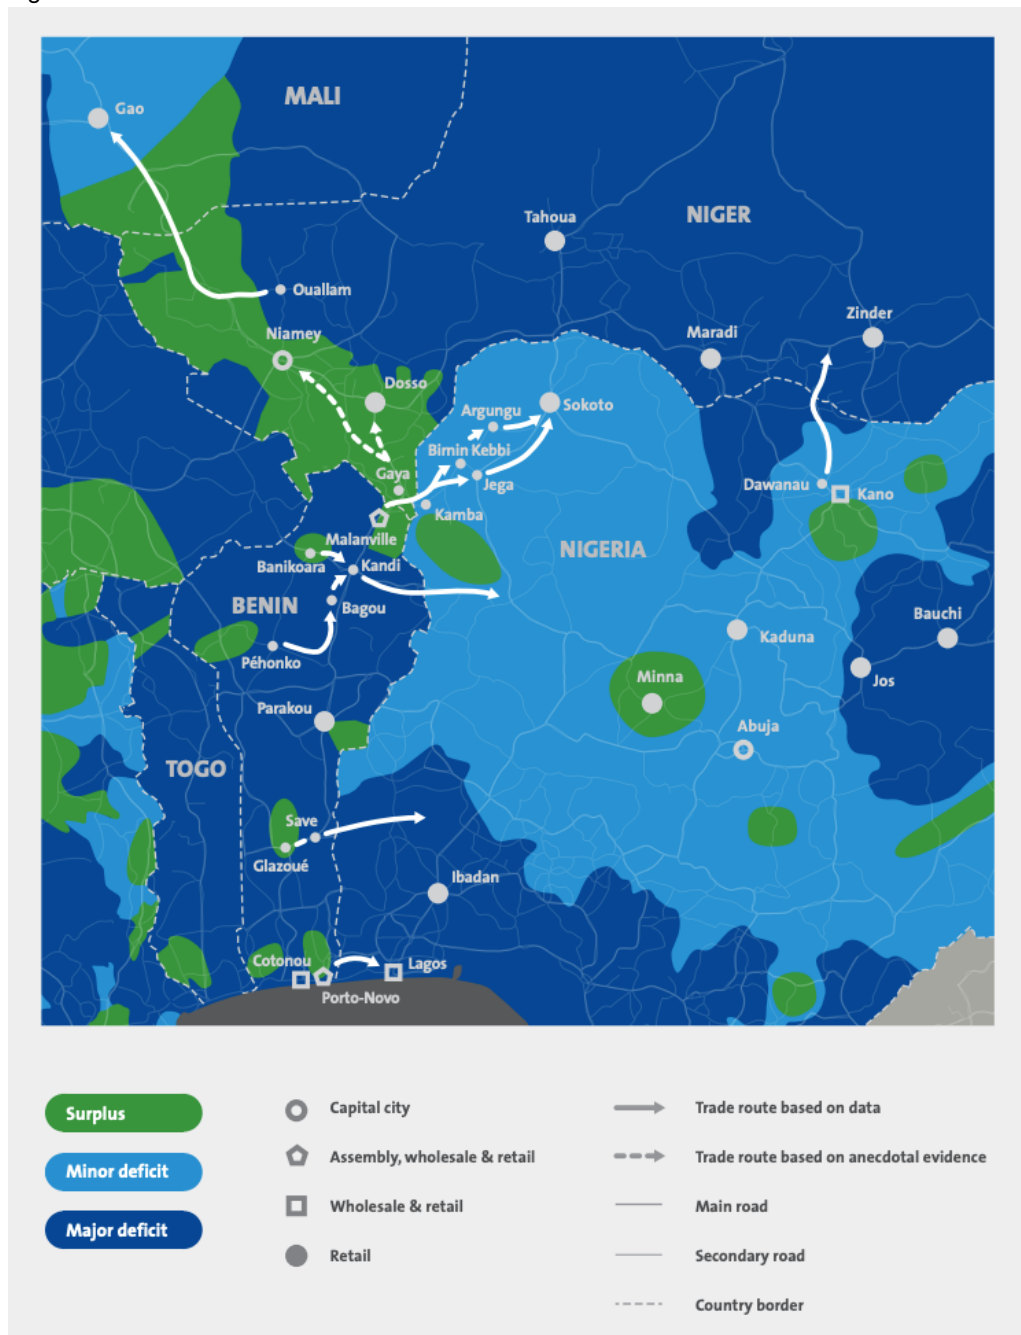 MALI
Gao
Tahoua
NIGER
Ouallam
Zinder
Niamey
Maradi
Dosso
Argungu
Sokoto
Birnin Kebbi
Gaya
Jega
Dawanau
Kano
Kamba
Malanville
NIGERIA
Banikoara
Kandi
BENIN
Bagou
Bauchi
Kaduna
Péhonko
Minna
Jos
Parakou
Abuja
TOGO
Save
Glazoué
Ibadan
Cotonou
Lagos
Porto-Novo
Surplus
Minor deficit
Major deficit
Capital city
Assembly, wholesale & retail
Wholesale & retail
Retail
Trade route based on data
Trade route based on anecdotal evidence
Main road
Secondary road
Country border